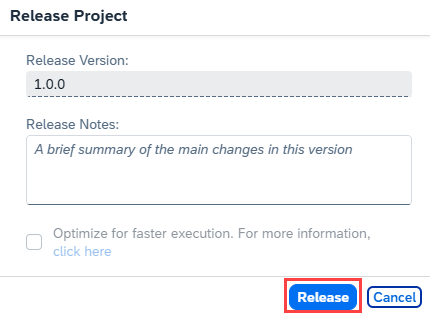 Release Project
Release Version:
1.0.0
Release Notes:
A brief summary of the main changes in this version
Optimize for faster execution. For more information,
click here
Release
Cancel